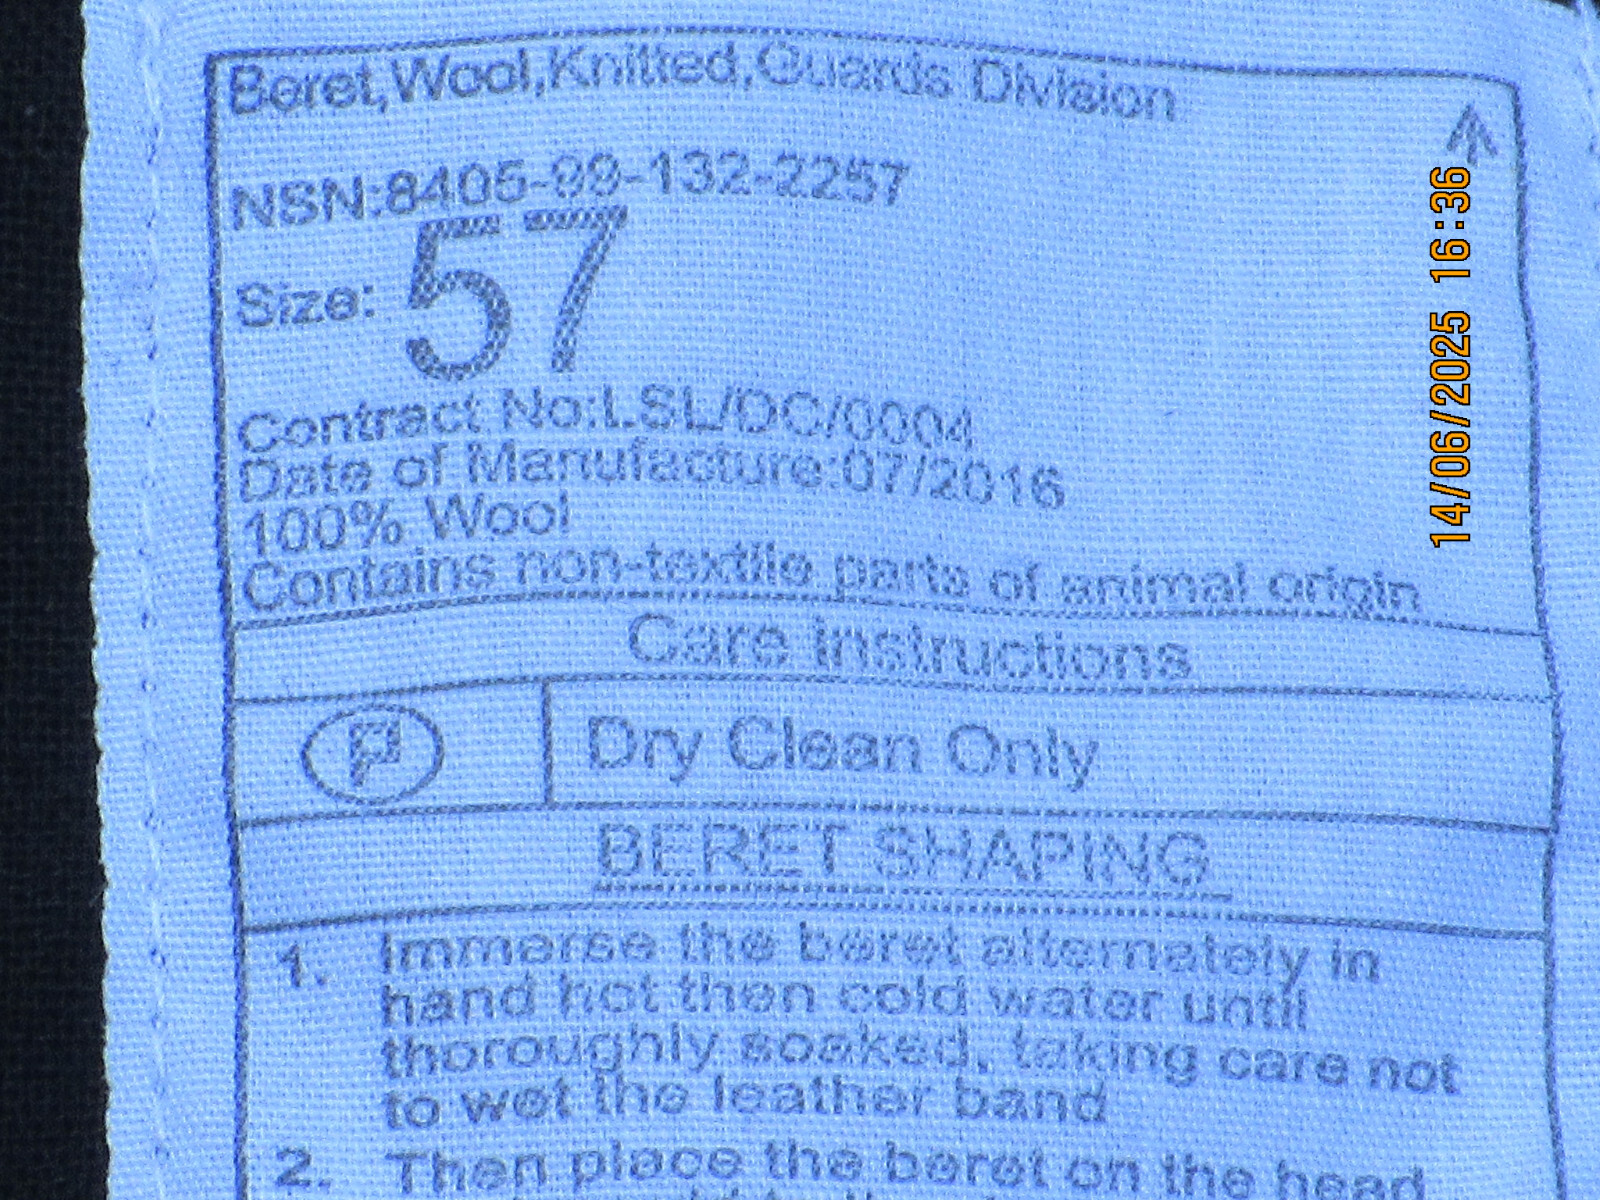 Beret,Wool,Knitted,Guards Division
NSN:8405-99-132-2257
Size: 57
Contract No:LSL/DC/0004
Date of Manufacture:07/2016
100% Wool
Contains non-textile parts of animal origin
Care instructions
P
Dry Clean Only
BERET SHAPING
1. Immerse the beret alternately in
hand hot then cold water until
thoroughly soaked, taking care not
to wet the leather band
2. Then place the beret on the head
14/06/2025 16:36